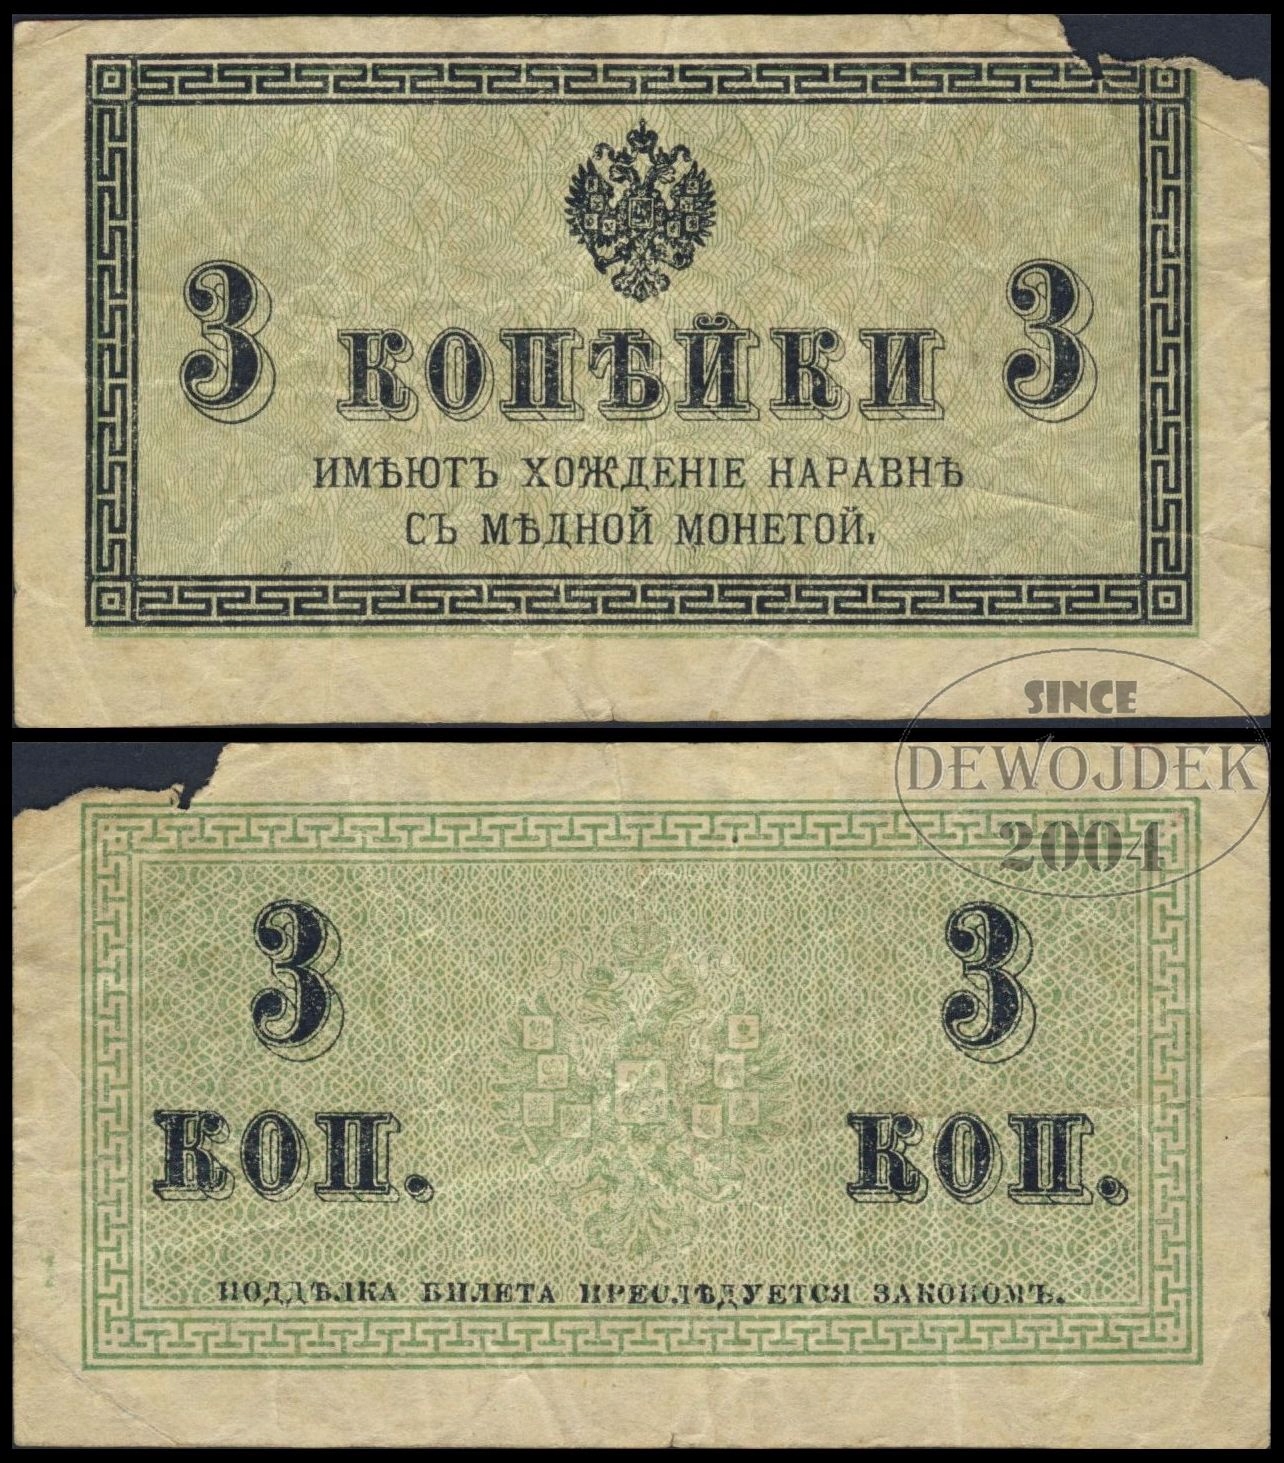 3 КОПѢЙКИ 3
ИМѢЮТЪ ХОЖДЕНІЕ НАРАВНѢ
СЪ МѢДНОЙ МОНЕТОЙ.
SINCE
DEWOJDEK
2004
3 3
КОП. КОП.
ПОДДѢЛКА БИЛЕТА ПРЕСЛѢДУЕТСЯ ЗАКОНОМЪ.